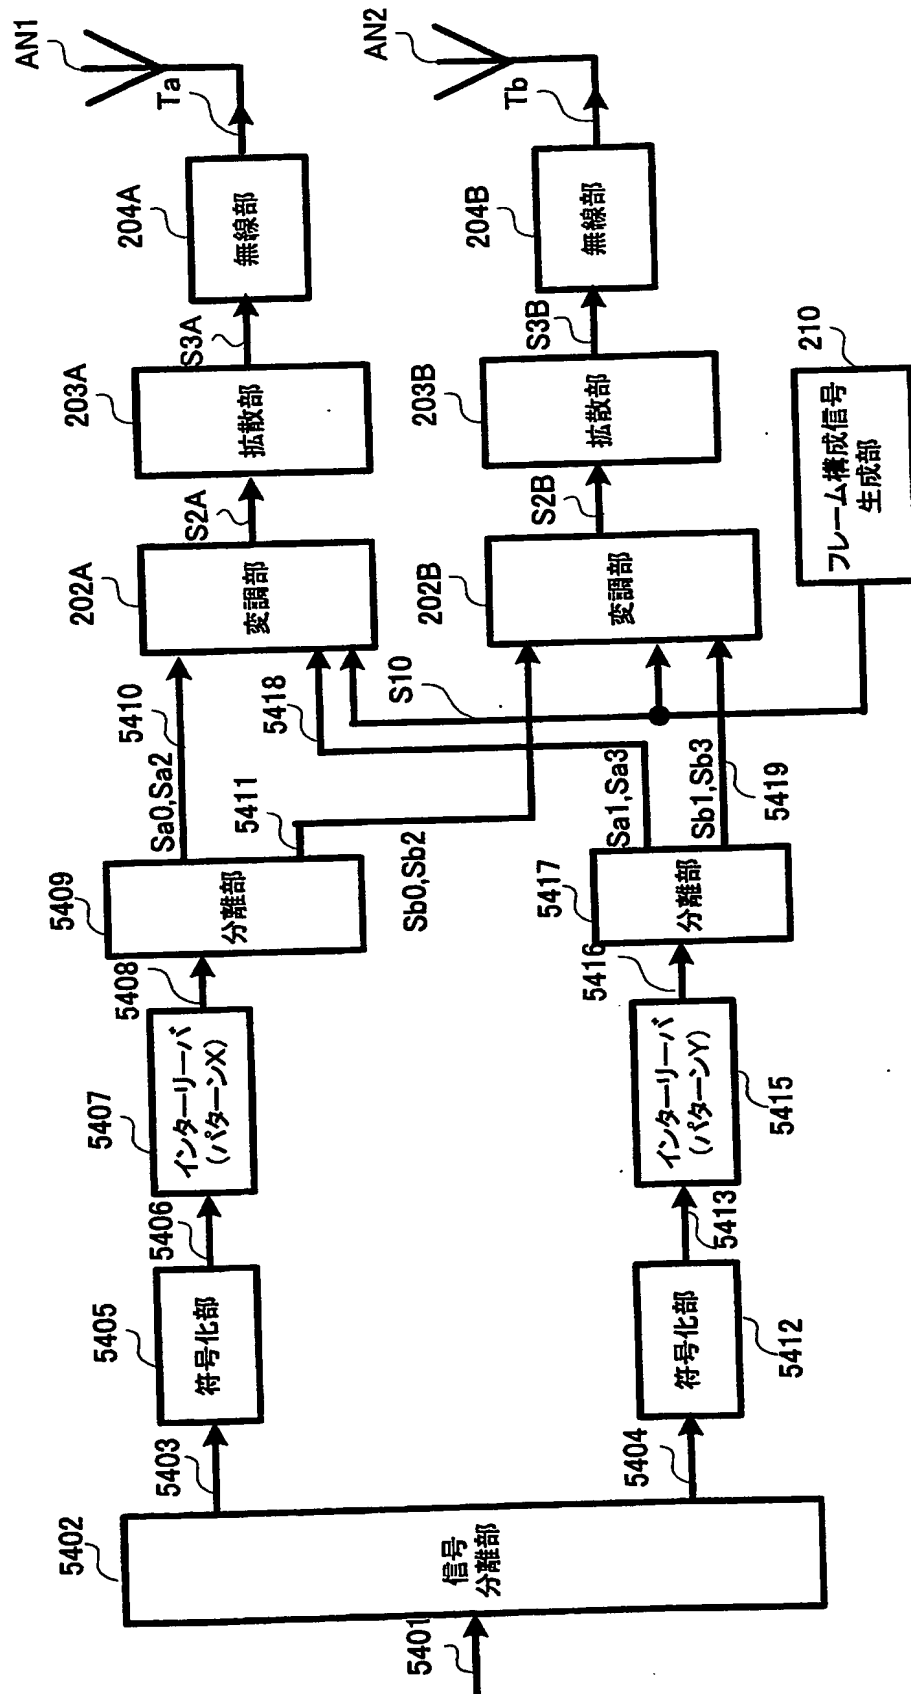 5401
5402
信号
分離部
5403
5404
5405
符号化部
5406
5407
インターリーバ
(パターンX)
5408
5409
分離部
5410
Sa0,Sa2
5411
Sb0,Sb2
5412
符号化部
5413
インターリーバ
(パターンY)
5415
5416
5417
分離部
5418
Sa1,Sa3
Sb1,Sb3
5419
S10
202A
変調部
S2A
203A
拡散部
S3A
204A
無線部
Ta
AN1
202B
変調部
S2B
203B
拡散部
S3B
204B
無線部
Tb
AN2
210
フレーム構成信号
生成部